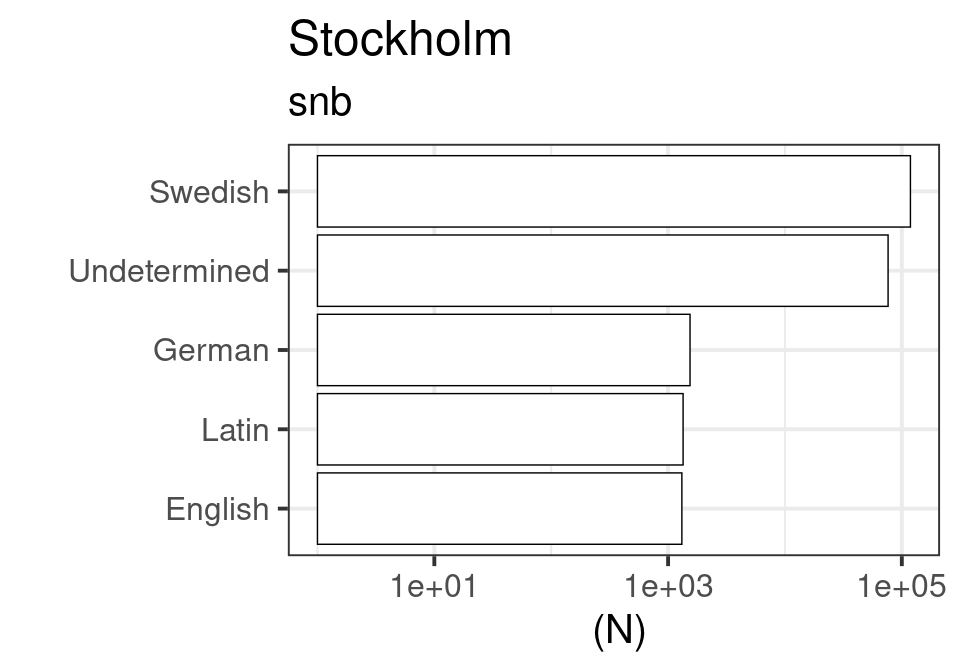 Stockholm
snb
Swedish
Undetermined
German
Latin
English
1e+01 1e+03 1e+05
(N)